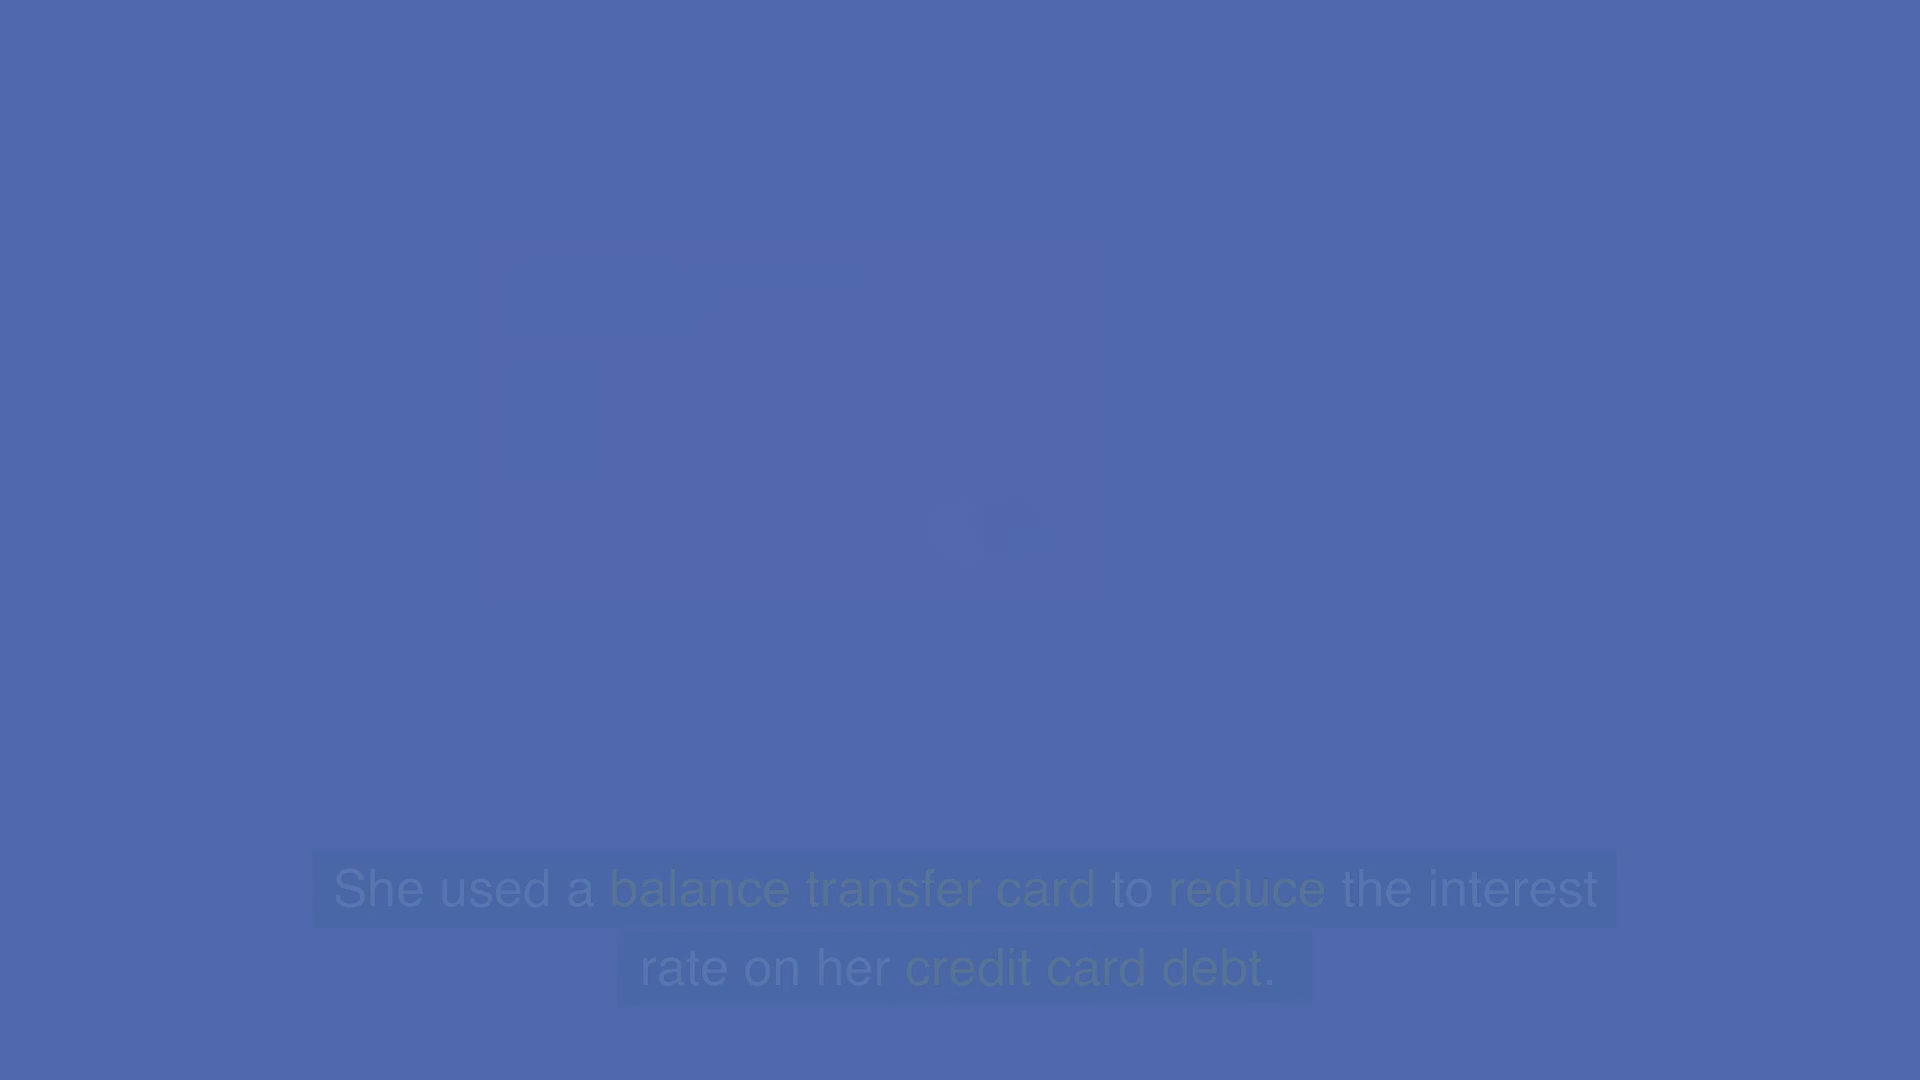 She used a balance transfer card to reduce the interest
rate on her credit card debt.